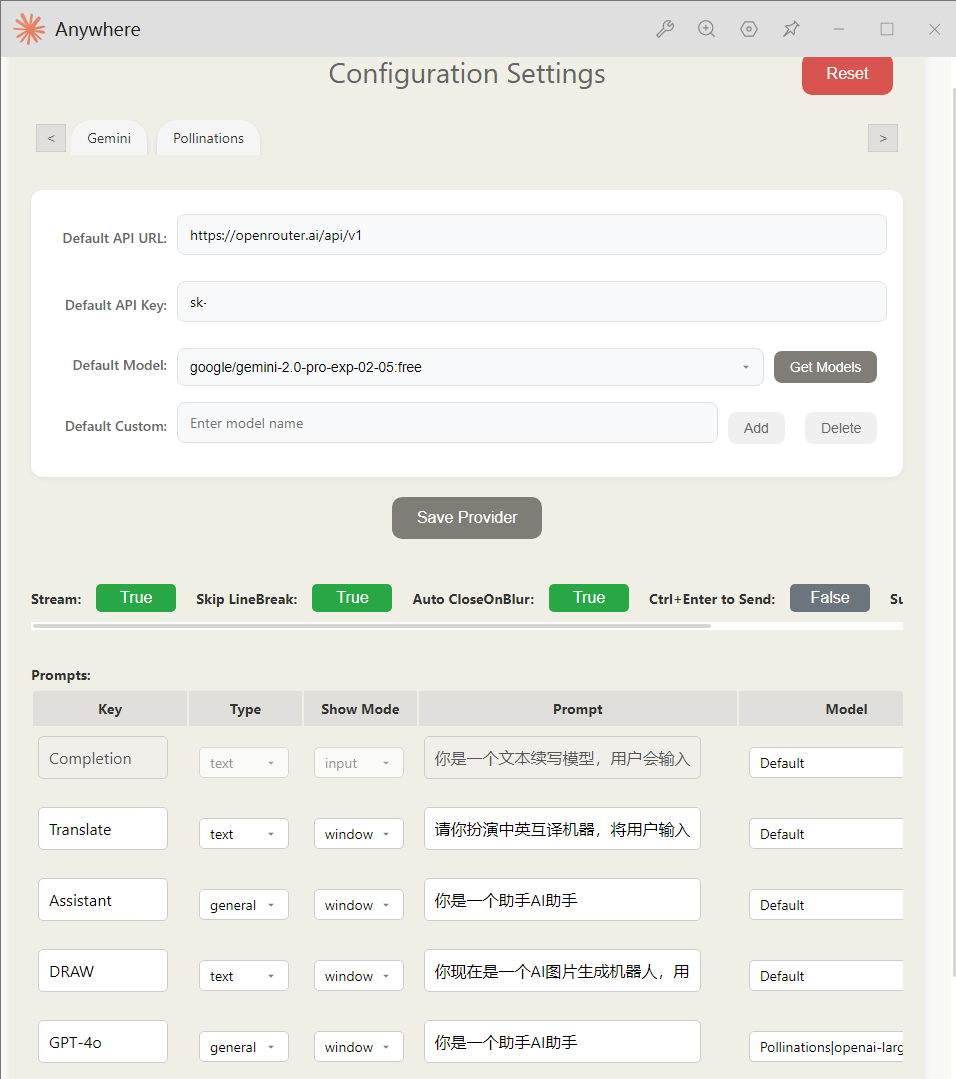 Anywhere
Configuration Settings
Reset
< Gemini Pollinations >
Default API URL: https://openrouter.ai/api/v1
Default API Key: sk-
Default Model: google/gemini-2.0-pro-exp-02-05:free Get Models
Default Custom: Enter model name Add Delete
Save Provider
Stream: True Skip LineBreak: True Auto CloseOnBlur: True Ctrl+Enter to Send: False Su
Prompts:
Key Type Show Mode Prompt Model
Completion text input 你是一个文本续写模型，用户会输入 Default
Translate text window 请你扮演中英互译机器，将用户输入 Default
Assistant general window 你是一个助手AI助手 Default
DRAW text window 你现在是一个AI图片生成机器人，用 Default
GPT-4o general window 你是一个助手AI助手 Pollinations|openai-larg